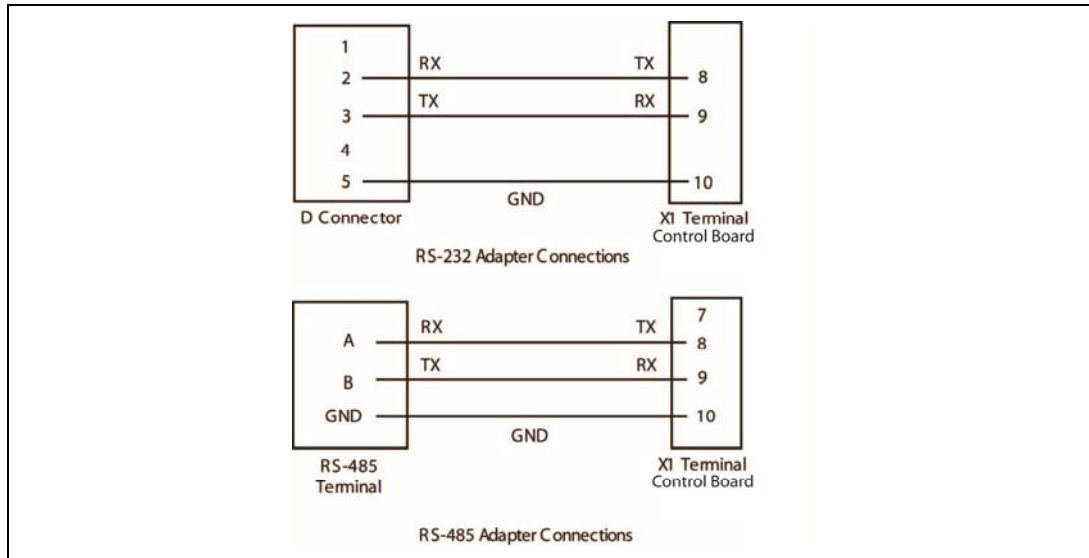 1
RX TX
2 8
TX RX
3 9
4
5 10
GND
D Connector
X1 Terminal
Control Board
RS-232 Adapter Connections
7
RX TX
A 8
TX RX
B 9
GND 10
GND
RS-485
Terminal
X1 Terminal
Control Board
RS-485 Adapter Connections